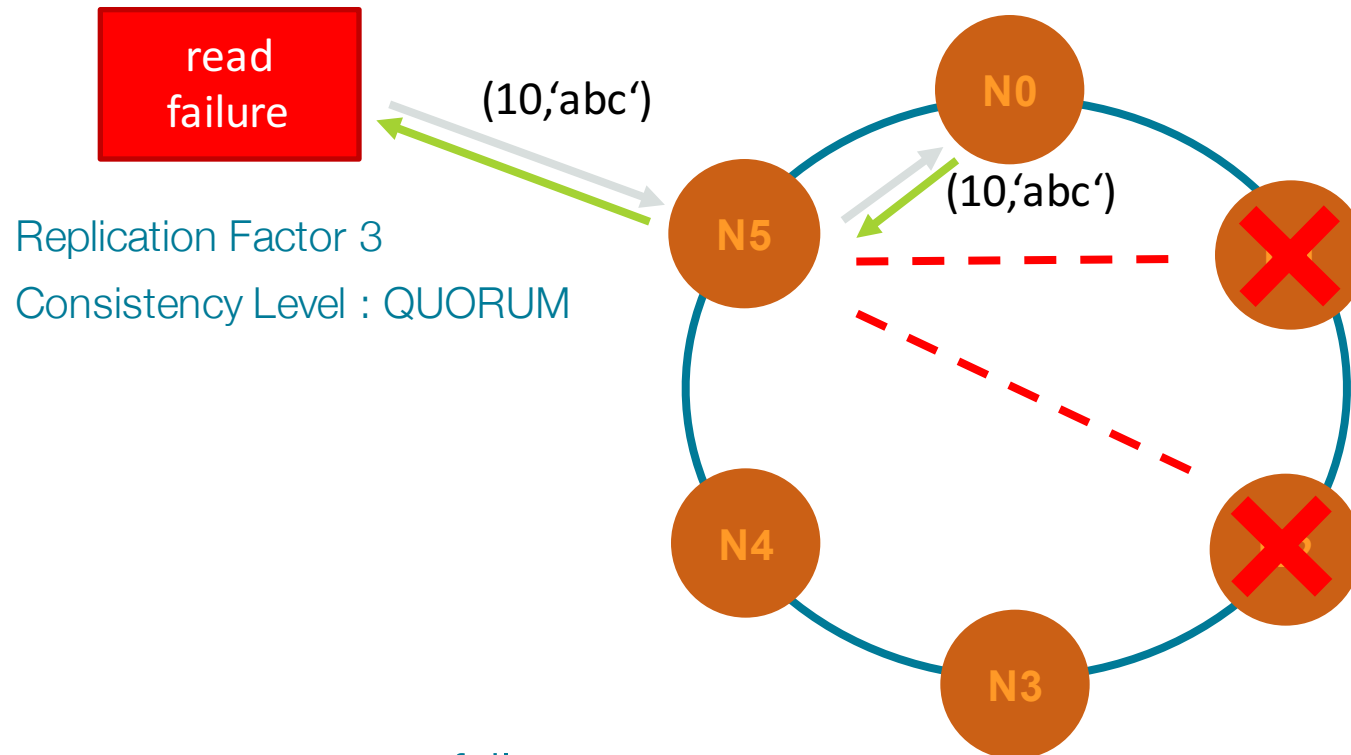 read
failure
(10,‘abc‘)
N0
(10,‘abc‘)
N5
Replication Factor 3
Consistency Level : QUORUM
N4
N3